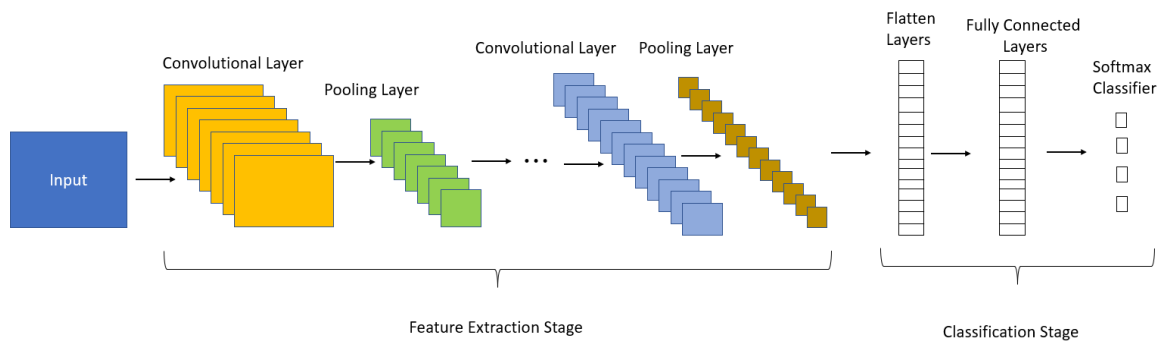 Input
Convolutional Layer
Pooling Layer
...
Convolutional Layer
Pooling Layer
Flatten
Layers
Fully Connected
Layers
Softmax
Classifier
Feature Extraction Stage
Classification Stage